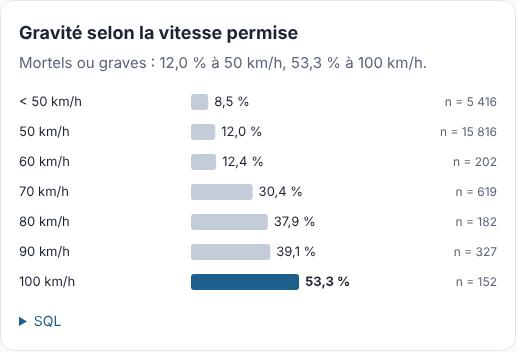 Gravité selon la vitesse permise
Mortels ou graves : 12,0 % à 50 km/h, 53,3 % à 100 km/h.
< 50 km/h 8,5 % n = 5 416
50 km/h 12,0 % n = 15 816
60 km/h 12,4 % n = 202
70 km/h 30,4 % n = 619
80 km/h 37,9 % n = 182
90 km/h 39,1 % n = 327
100 km/h 53,3 % n = 152
SQL